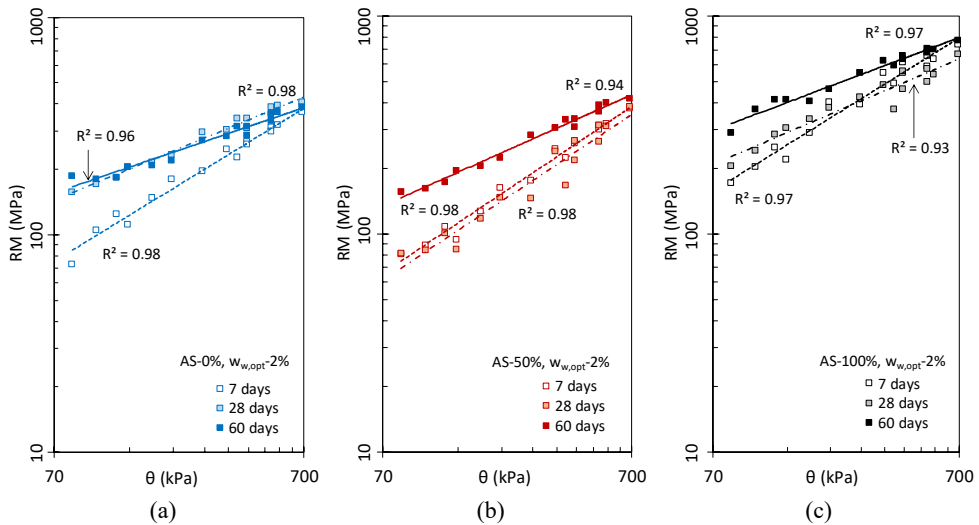 1000
R² = 0.98
R² = 0.96
RM (MPa)
100
R² = 0.98
AS-0%, w_w,opt-2%
7 days
28 days
60 days
10
70
700
θ (kPa)
(a)
1000
R² = 0.94
RM (MPa)
100
R² = 0.98
R² = 0.98
AS-50%, w_w,opt-2%
7 days
28 days
60 days
10
70
700
θ (kPa)
(b)
1000
R² = 0.97
R² = 0.93
R² = 0.97
RM (MPa)
100
AS-100%, w_w,opt-2%
7 days
28 days
60 days
10
70
700
θ (kPa)
(c)